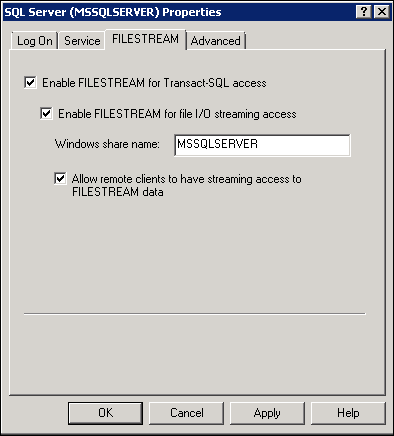 SQL Server (MSSQLSERVER) Properties
Log On Service FILESTREAM Advanced
Enable FILESTREAM for Transact-SQL access
Enable FILESTREAM for file I/O streaming access
Windows share name: MSSQLSERVER
Allow remote clients to have streaming access to
FILESTREAM data
OK Cancel Apply Help